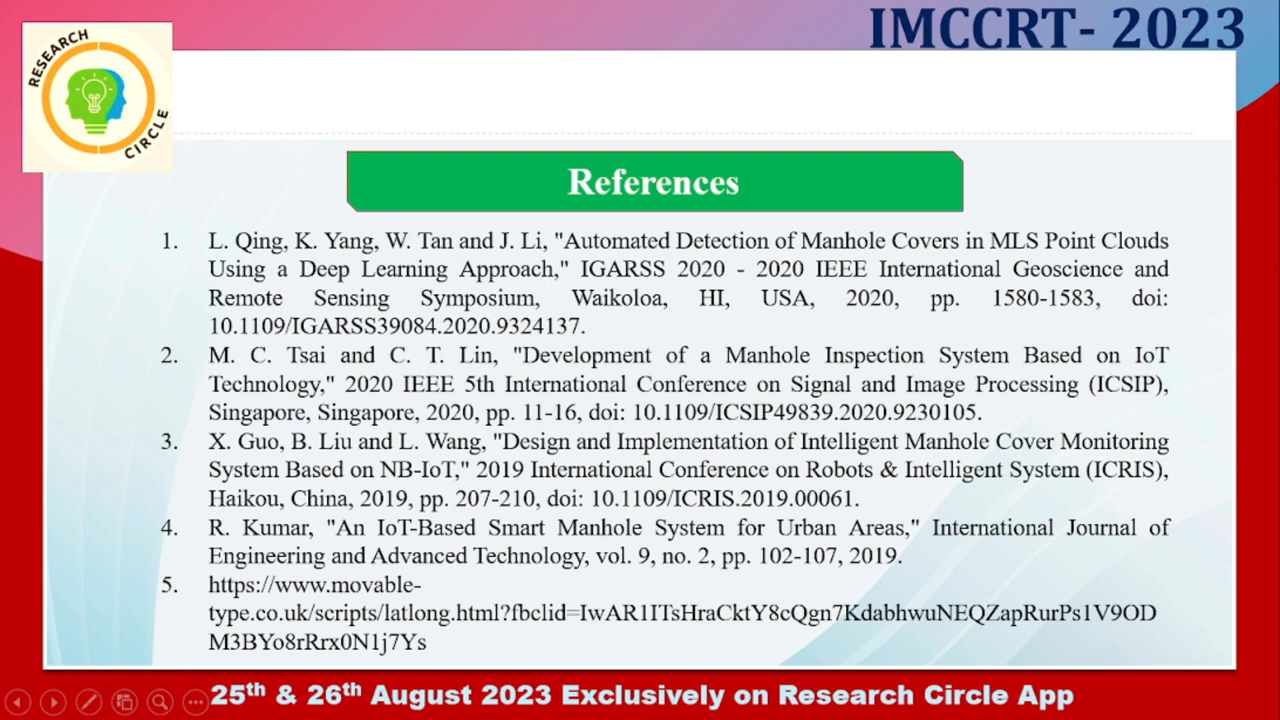 IMCCRT- 2023
RESEARCH
CIRCLE
References
1. L. Qing, K. Yang, W. Tan and J. Li, "Automated Detection of Manhole Covers in MLS Point Clouds
Using a Deep Learning Approach," IGARSS 2020 - 2020 IEEE International Geoscience and
Remote Sensing Symposium, Waikoloa, HI, USA, 2020, pp. 1580-1583, doi:
10.1109/IGARSS39084.2020.9324137.
2. M. C. Tsai and C. T. Lin, "Development of a Manhole Inspection System Based on IoT
Technology," 2020 IEEE 5th International Conference on Signal and Image Processing (ICSIP),
Singapore, Singapore, 2020, pp. 11-16, doi: 10.1109/ICSIP49839.2020.9230105.
3. X. Guo, B. Liu and L. Wang, "Design and Implementation of Intelligent Manhole Cover Monitoring
System Based on NB-IoT," 2019 International Conference on Robots & Intelligent System (ICRIS),
Haikou, China, 2019, pp. 207-210, doi: 10.1109/ICRIS.2019.00061.
4. R. Kumar, "An IoT-Based Smart Manhole System for Urban Areas," International Journal of
Engineering and Advanced Technology, vol. 9, no. 2, pp. 102-107, 2019.
5. https://www.movable-
type.co.uk/scripts/latlong.html?fbclid=IwAR1ITsHraCktY8cQgn7KdabhwuNEQZapRurPs1V9OD
M3BYo8rRrx0N1j7Ys
25th & 26th August 2023 Exclusively on Research Circle App